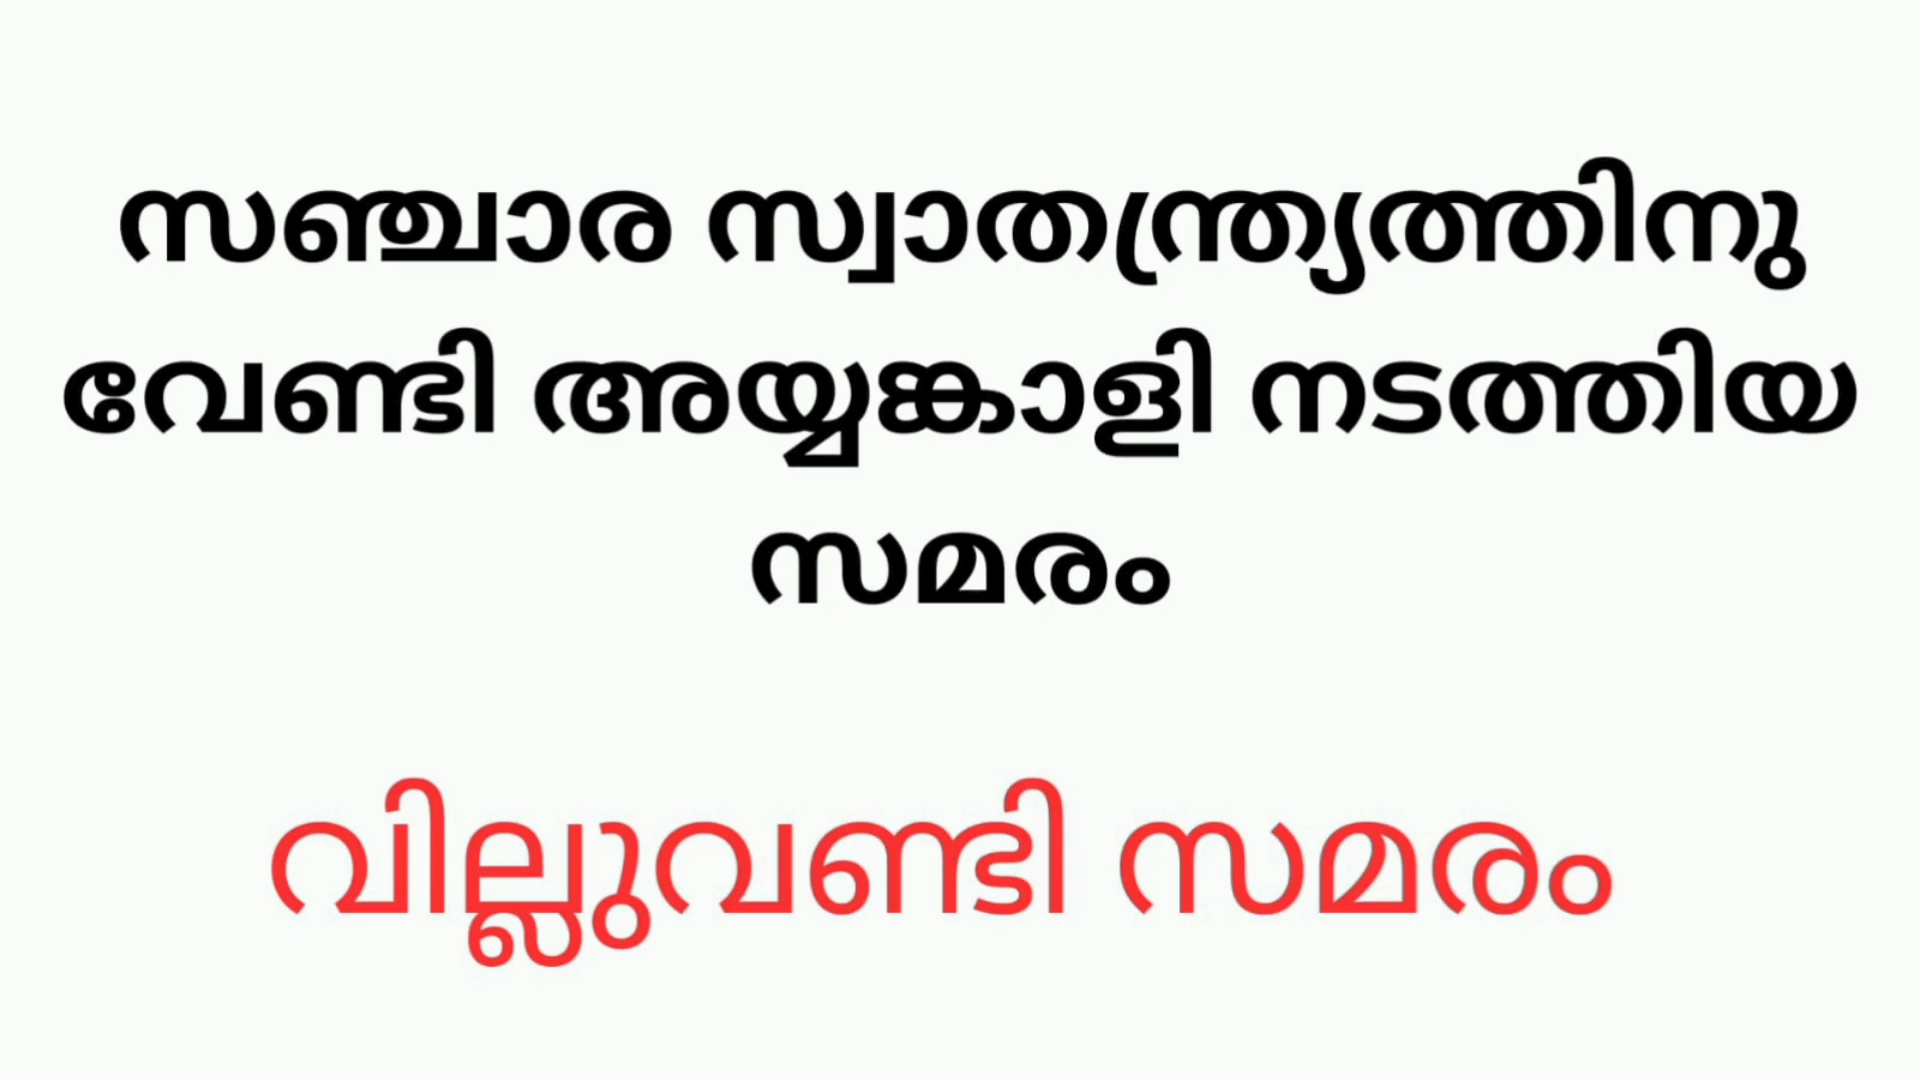 സഞ്ചാര സ്വാതന്ത്ര്യത്തിനു
വേണ്ടി അയ്യങ്കാളി നടത്തിയ
സമരം
വില്ലുവണ്ടി സമരം